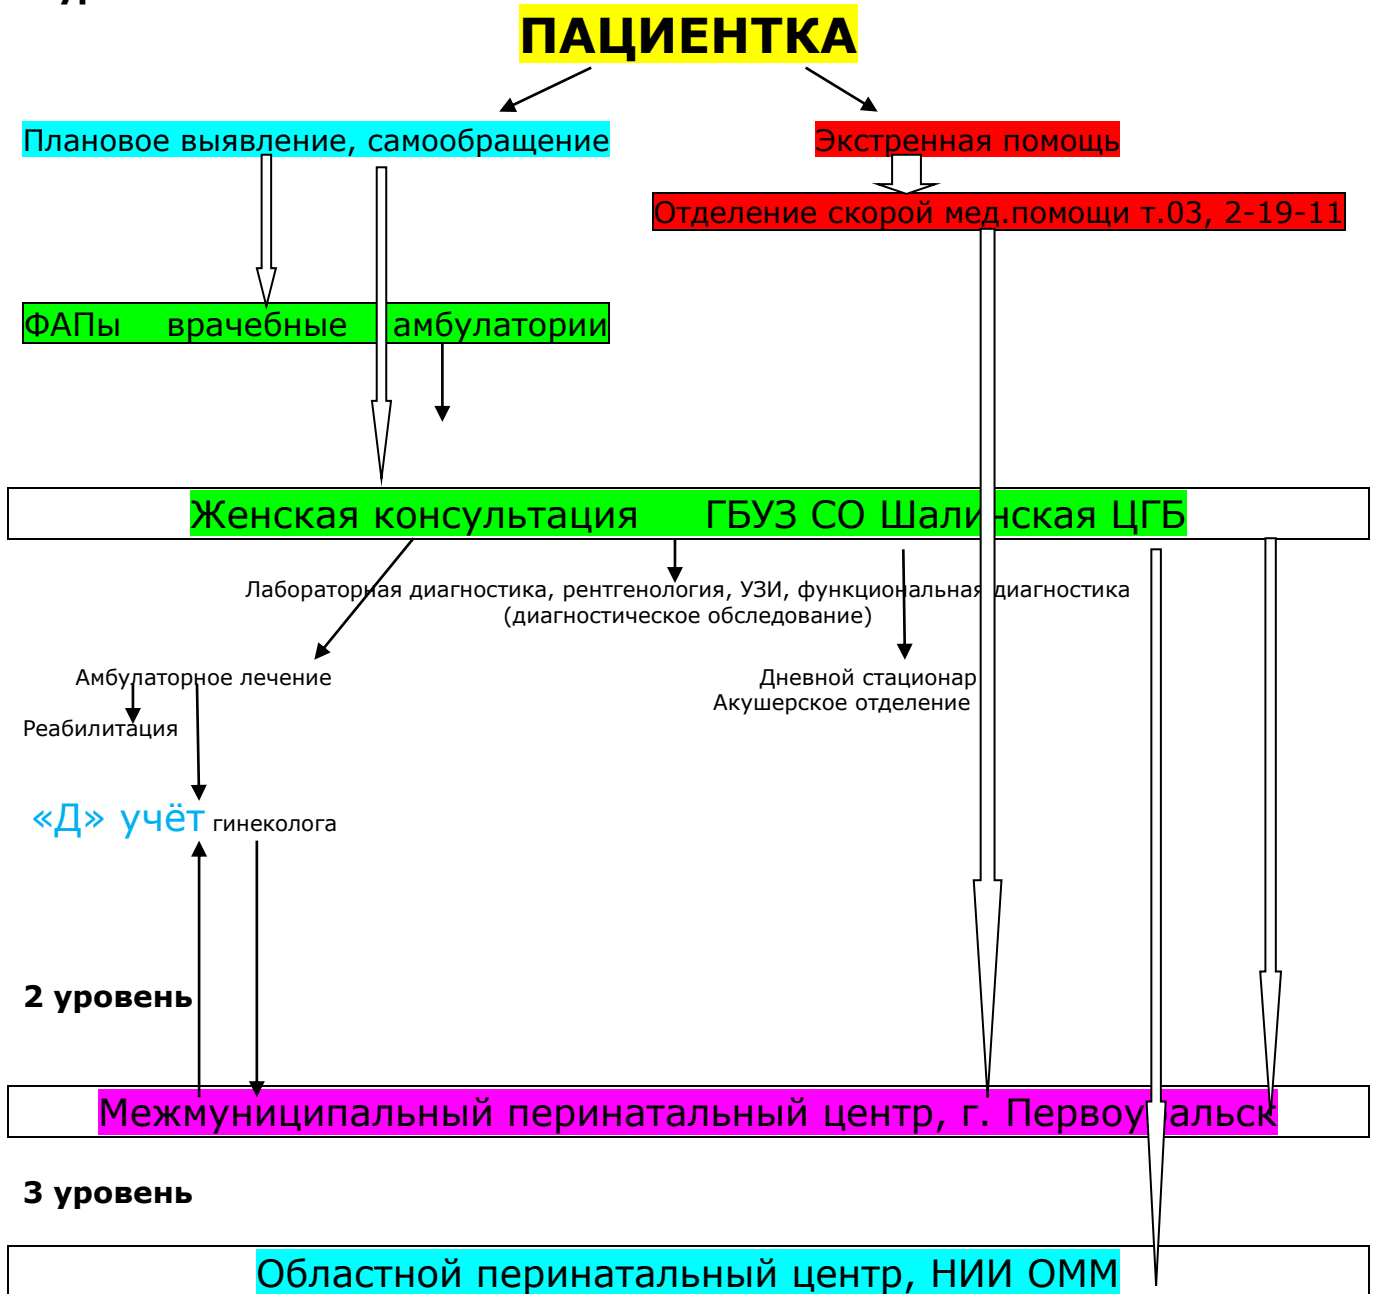 ПАЦИЕНТКА
Плановое выявление, самообращение
Экстренная помощь
Отделение скорой мед.помощи т.03, 2-19-11
ФАПы врачебные амбулатории
Женская консультация ГБУЗ СО Шалинская ЦГБ
Лабораторная диагностика, рентгенология, УЗИ, функциональная диагностика
(диагностическое обследование)
Амбулаторное лечение
Дневной стационар
Акушерское отделение
Реабилитация
«Д» учёт гинеколога
2 уровень
Межмуниципальный перинатальный центр, г. Первоуральск
3 уровень
Областной перинатальный центр, НИИ ОММ